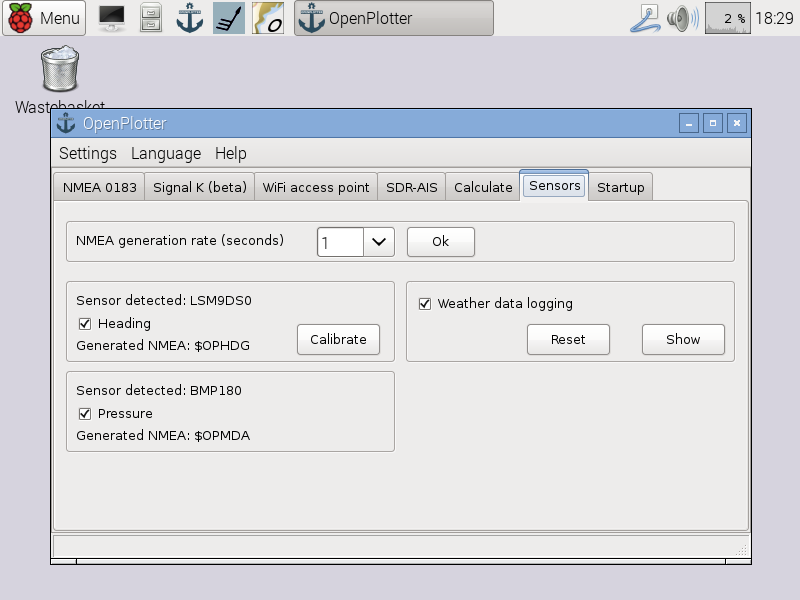 Menu
OpenPlotter
2 %
18:29
Wastebasket
OpenPlotter
Settings Language Help
NMEA 0183 Signal K (beta) WiFi access point SDR-AIS Calculate Sensors Startup
NMEA generation rate (seconds) 1 Ok
Sensor detected: LSM9DS0
Heading
Generated NMEA: $OPHDG
Calibrate
Weather data logging
Reset Show
Sensor detected: BMP180
Pressure
Generated NMEA: $OPMDA